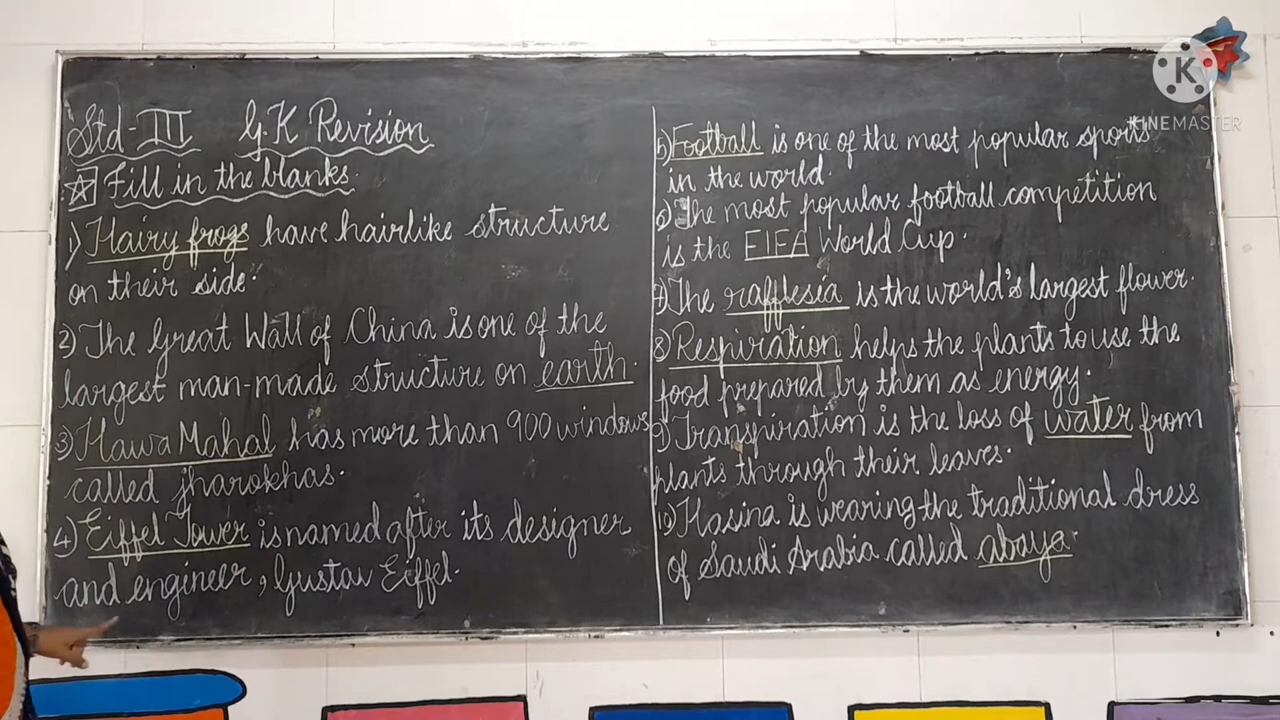 Std - III G.K Revision
Fill in the blanks.
1) Hairy frogs have hairlike structure
on their side.
2) The Great Wall of China is one of the
largest man-made structure on earth.
3) Hawa Mahal has more than 900 windows
called jharokhas.
4) Eiffel Tower is named after its designer
and engineer, Gustav Eiffel.
5) Football is one of the most popular sports
in the world.
6) The most popular football competition
is the FIFA World Cup.
7) The rafflesia is the world's largest flower.
8) Respiration helps the plants to use the
food prepared by them as energy.
9) Transpiration is the loss of water from
plants through their leaves.
10) Hasina is wearing the traditional dress
of Saudi Arabia called abaya.
K
KINEMASTER